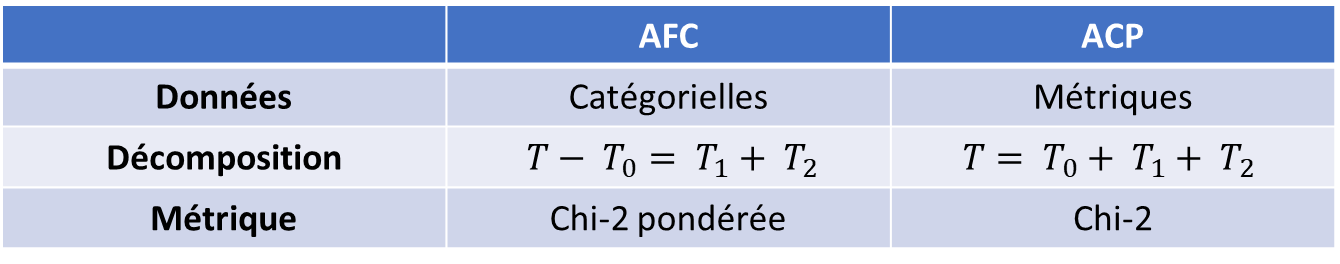 AFC ACP
Données Catégorielles Métriques
Décomposition T − T₀ = T₁ + T₂ T = T₀ + T₁ + T₂
Métrique Chi-2 pondérée Chi-2